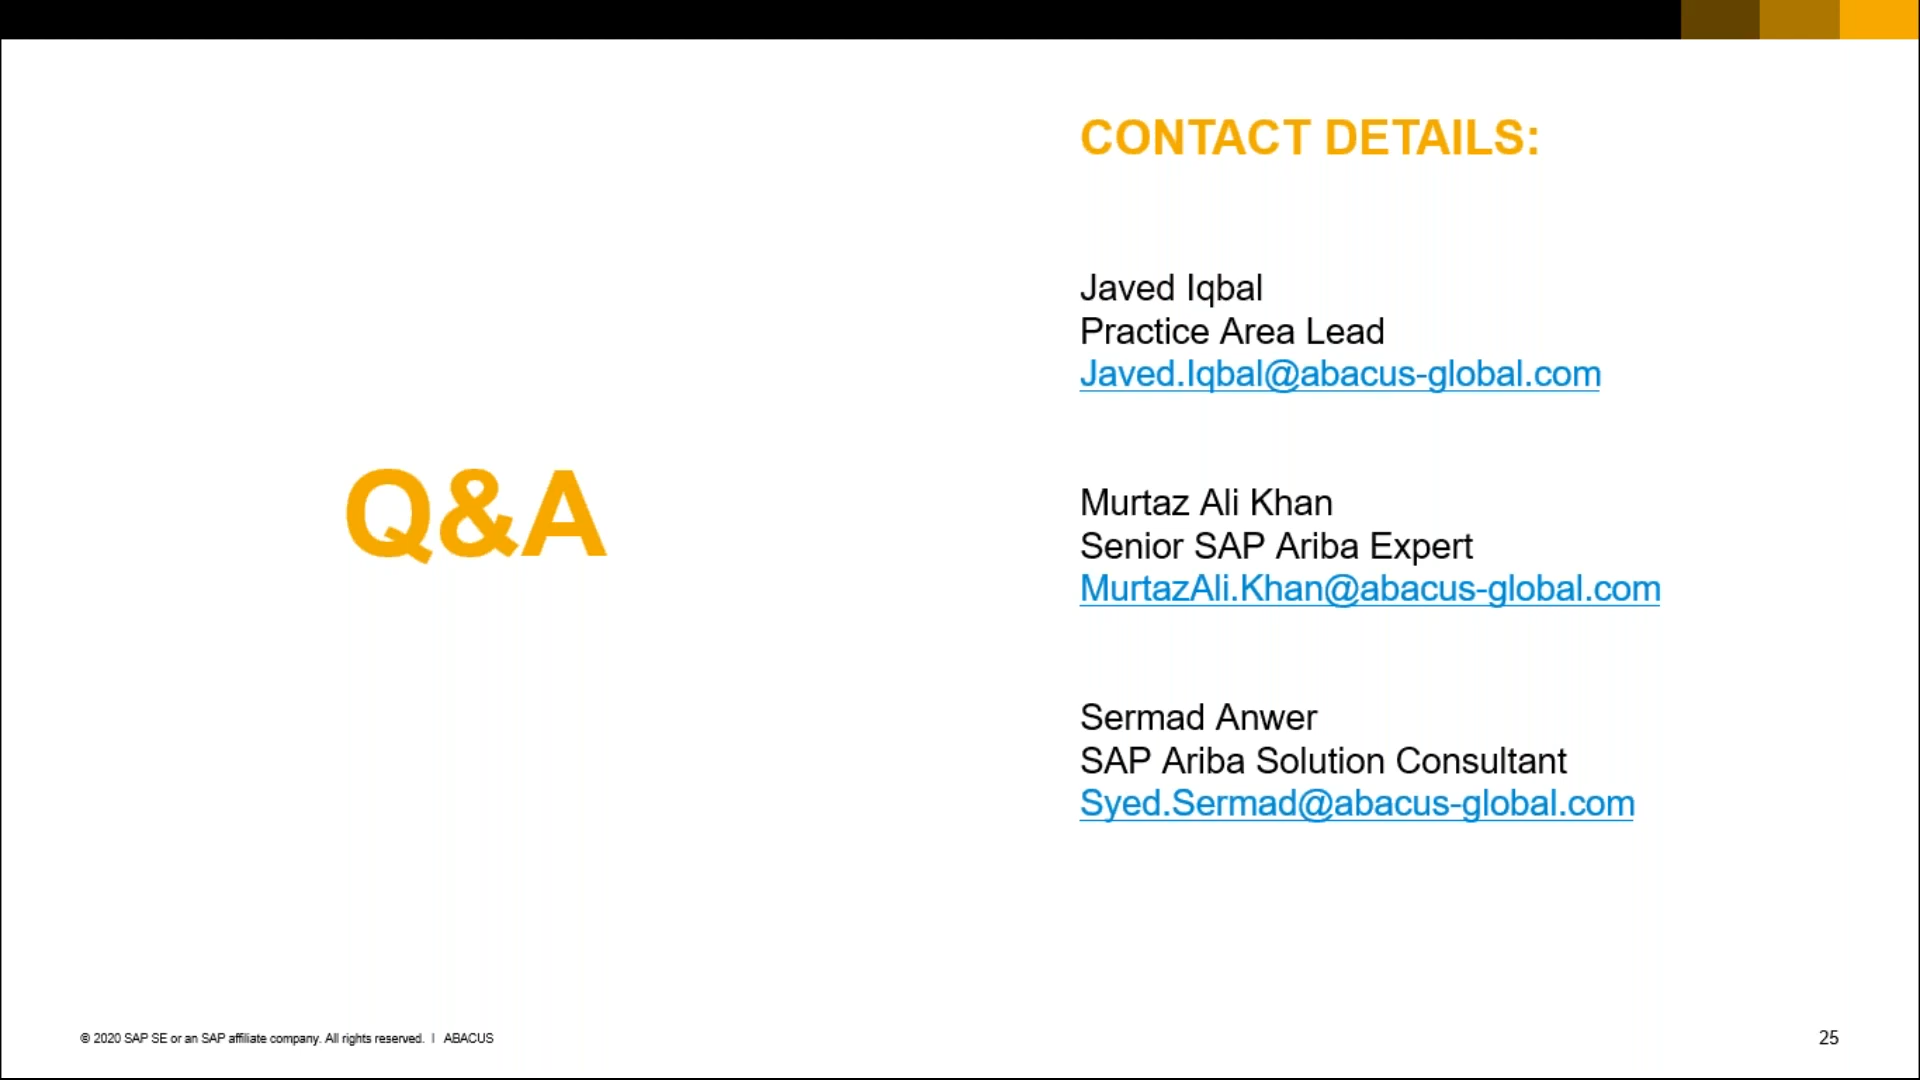 Q&A
CONTACT DETAILS:
Javed Iqbal
Practice Area Lead
Javed.Iqbal@abacus-global.com
Murtaz Ali Khan
Senior SAP Ariba Expert
MurtazAli.Khan@abacus-global.com
Sermad Anwer
SAP Ariba Solution Consultant
Syed.Sermad@abacus-global.com
© 2020 SAP SE or an SAP affiliate company. All rights reserved. | ABACUS
25